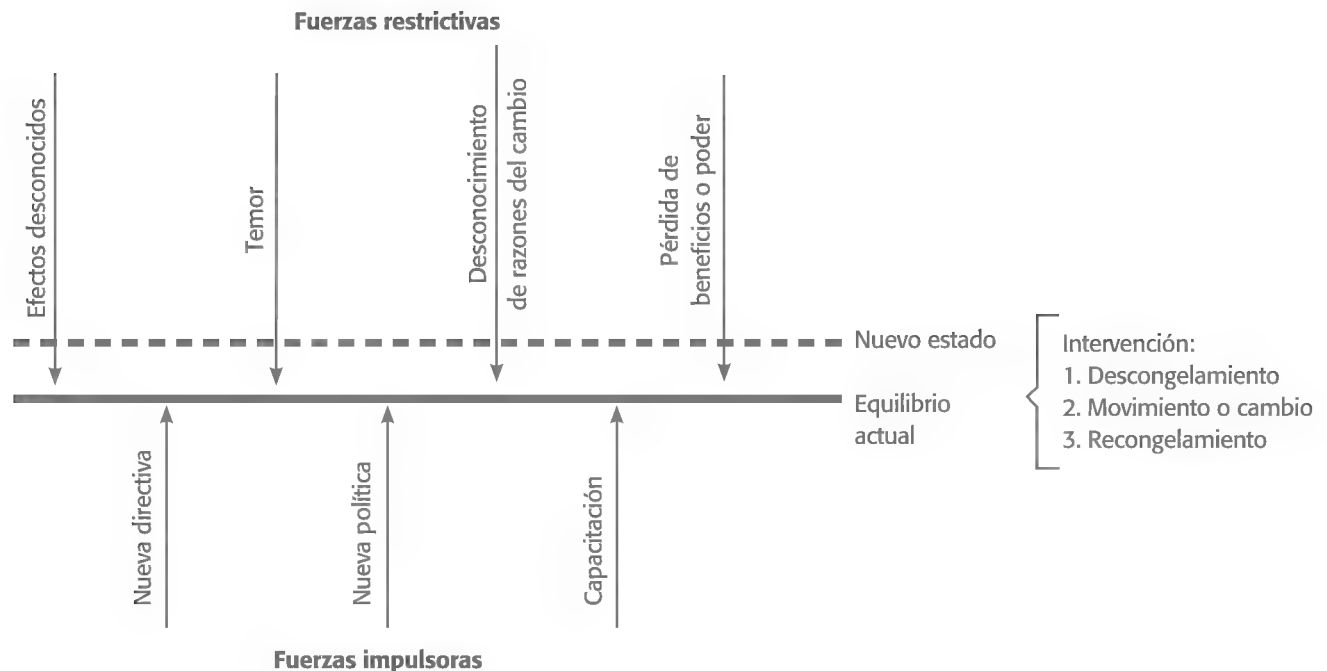 Fuerzas restrictivas
Efectos desconocidos
Temor
Desconocimiento
de razones del cambio
Pérdida de
beneficios o poder
Nuevo estado
Equilibrio
actual
Intervención:
1. Descongelamiento
2. Movimiento o cambio
3. Recongelamiento
Nueva directiva
Nueva política
Capacitación
Fuerzas impulsoras